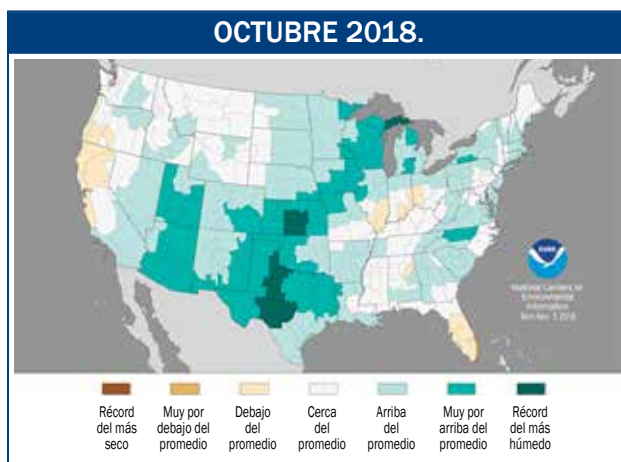 OCTUBRE 2018.
National Centers for
Environmental
Information
Récord
del más
seco
Muy por
debajo del
promedio
Debajo
del
promedio
Cerca
del
promedio
Arriba
del
promedio
Muy por
arriba del
promedio
Récord
del más
húmedo